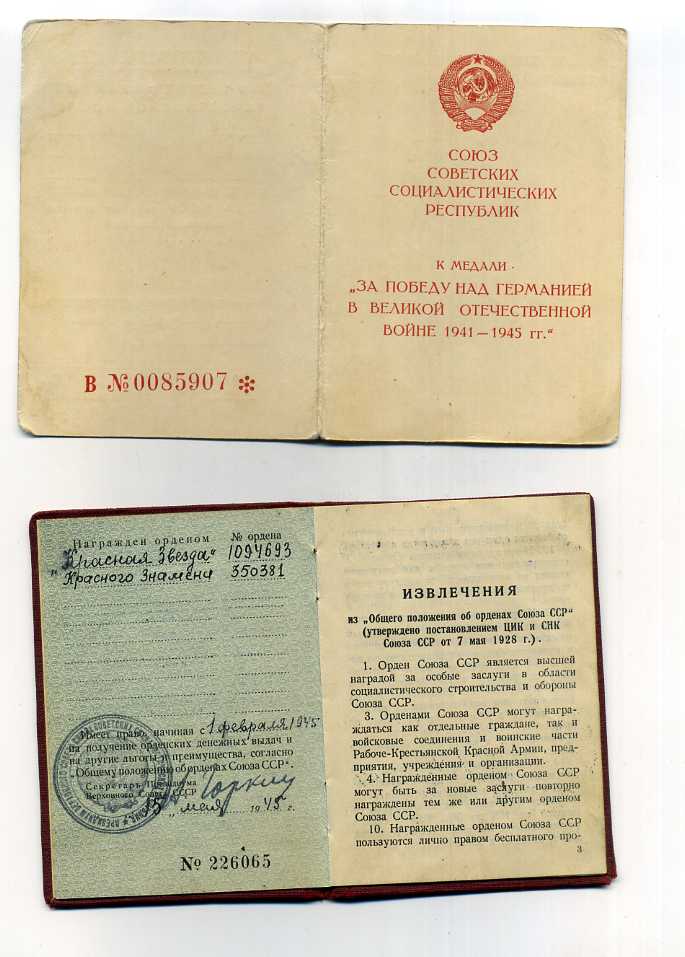 СОЮЗ
СОВЕТСКИХ
СОЦИАЛИСТИЧЕСКИХ
РЕСПУБЛИК
К МЕДАЛИ
„ЗА ПОБЕДУ НАД ГЕРМАНИЕЙ
В ВЕЛИКОЙ ОТЕЧЕСТВЕННОЙ
ВОЙНЕ 1941—1945 гг.“
В №0085907 *
Награжден орденом № ордена
„Красная Звезда“ 1094693
Красного Знамени 350381
Имеет право, начиная с 1 февраля 1945
на получение орденских денежных выдач и
на другие льготы и преимущества, согласно
„Общему положению об орденах Союза ССР“.
Секретарь Президиума
Верховного Совета СССР
Горкин
5 „ мая 1945 г.
№ 226065
ИЗВЛЕЧЕНИЯ
из „Общего положения об орденах Союза ССР“
(утверждено постановлением ЦИК и СНК
Союза ССР от 7 мая 1928 г.).
1. Орден Союза ССР является высшей
наградой за особые заслуги в области
социалистического строительства и обороны
Союза ССР.
3. Орденами Союза ССР могут награ-
ждаться как отдельные граждане, так и
войсковые соединения и воинские части
Рабоче-Крестьянской Красной Армии, пред-
приятия, учреждения и организации.
4. Награжденные орденом Союза ССР
могут быть за новые заслуги повторно
награждены тем же или другим орденом
Союза ССР.
10. Награжденные орденом Союза ССР
пользуются лично правом бесплатного про-
3